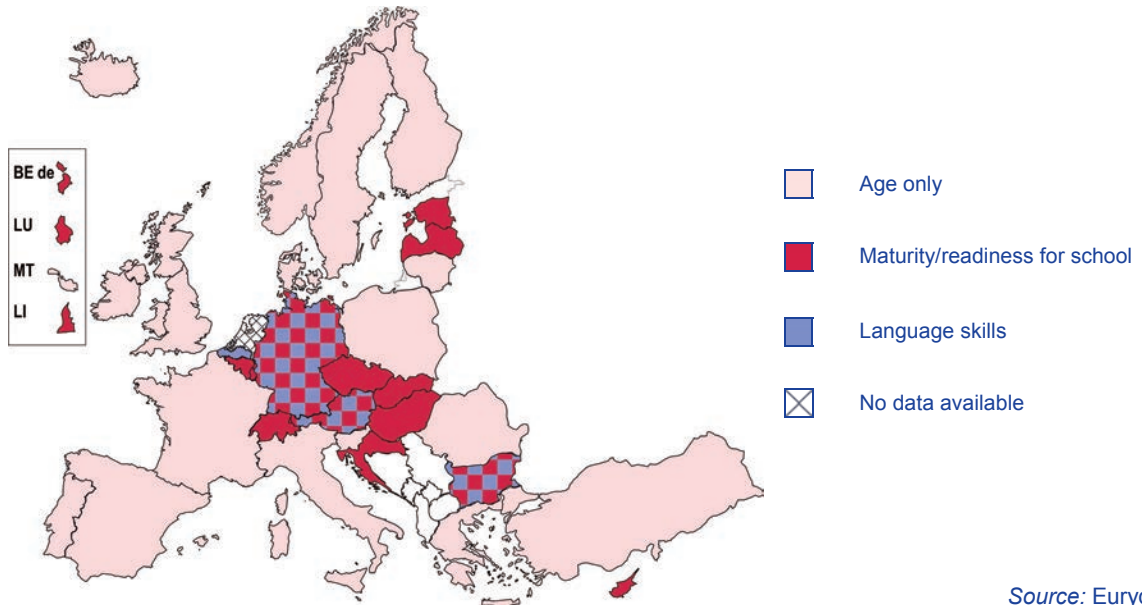 BE de
LU
MT
LI
Age only
Maturity/readiness for school
Language skills
No data available
Source: Eury